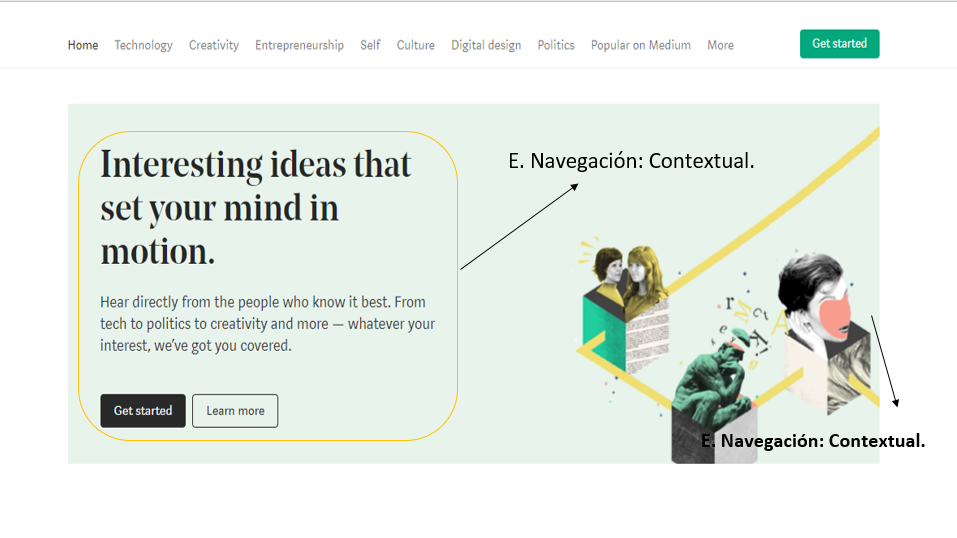 Home Technology Creativity Entrepreneurship Self Culture Digital design Politics Popular on Medium More Get started
Interesting ideas that
set your mind in
motion.
Hear directly from the people who know it best. From
tech to politics to creativity and more — whatever your
interest, we’ve got you covered.
Get started Learn more
E. Navegación: Contextual.
E. Navegación: Contextual.